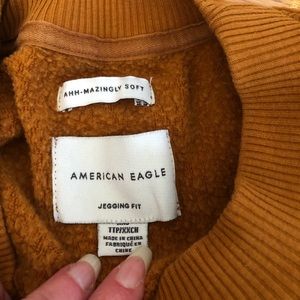 AHH-MAZINGLY SOFT
AMERICAN EAGLE
JEGGING FIT
TTP/XXCH
MADE IN CHINA
FABRIQUÉ EN
CHINE